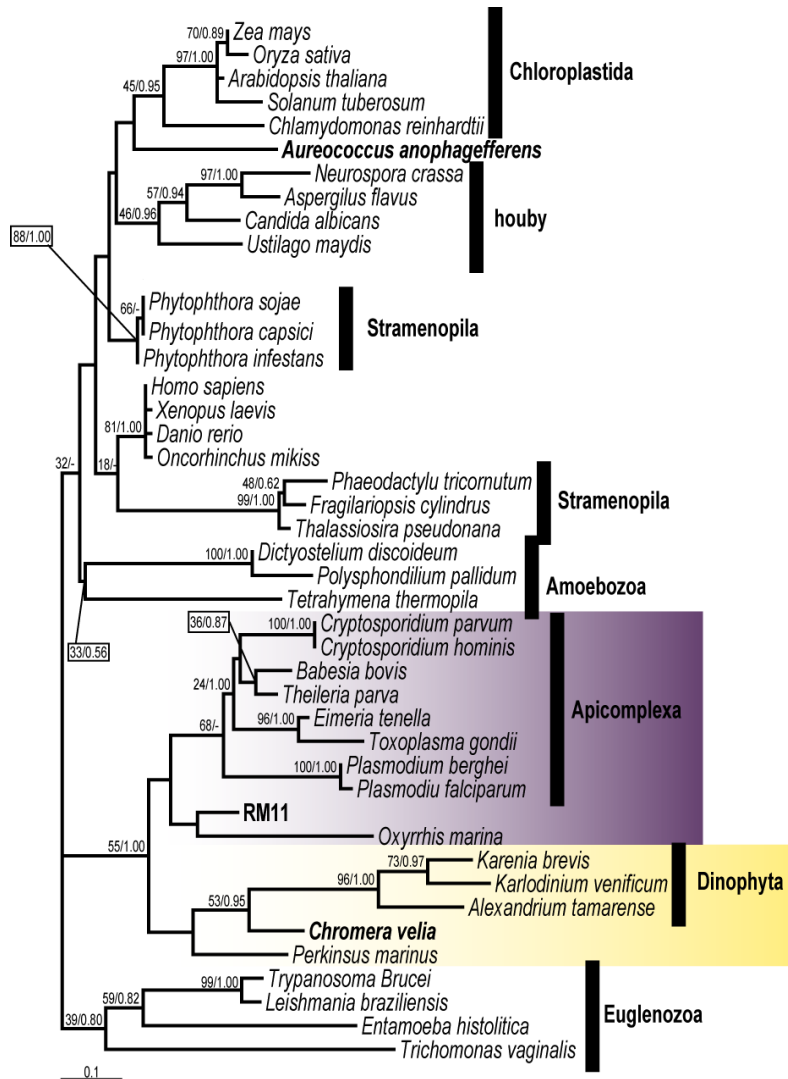 70/0.89
Zea mays
Oryza sativa
97/1.00
Arabidopsis thaliana
Chloroplastida
45/0.95
Solanum tuberosum
Chlamydomonas reinhardtii
Aureococcus anophagefferens
97/1.00
Neurospora crassa
57/0.94
Aspergilus flavus
46/0.96
Candida albicans
houby
Ustilago maydis
88/1.00
66/-
Phytophthora sojae
Phytophthora capsici
Stramenopila
Phytophthora infestans
Homo sapiens
Xenopus laevis
81/1.00
Danio rerio
Oncorhinchus mikiss
32/-
18/-
48/0.62
Phaeodactylu tricornutum
99/1.00
Fragilariopsis cylindrus
Stramenopila
Thalassiosira pseudonana
100/1.00
Dictyostelium discoideum
Polysphondilium pallidum
Amoebozoa
Tetrahymena thermopila
33/0.56
36/0.87
100/1.00
Cryptosporidium parvum
Cryptosporidium hominis
Babesia bovis
24/1.00
Theileria parva
Apicomplexa
96/1.00
Eimeria tenella
68/-
Toxoplasma gondii
100/1.00
Plasmodium berghei
Plasmodiu falciparum
RM11
Oxyrrhis marina
55/1.00
73/0.97
Karenia brevis
96/1.00
Karlodinium venificum
Dinophyta
53/0.95
Alexandrium tamarense
Chromera velia
Perkinsus marinus
99/1.00
Trypanosoma Brucei
59/0.82
Leishmania braziliensis
Euglenozoa
39/0.80
Entamoeba histolitica
Trichomonas vaginalis
0.1